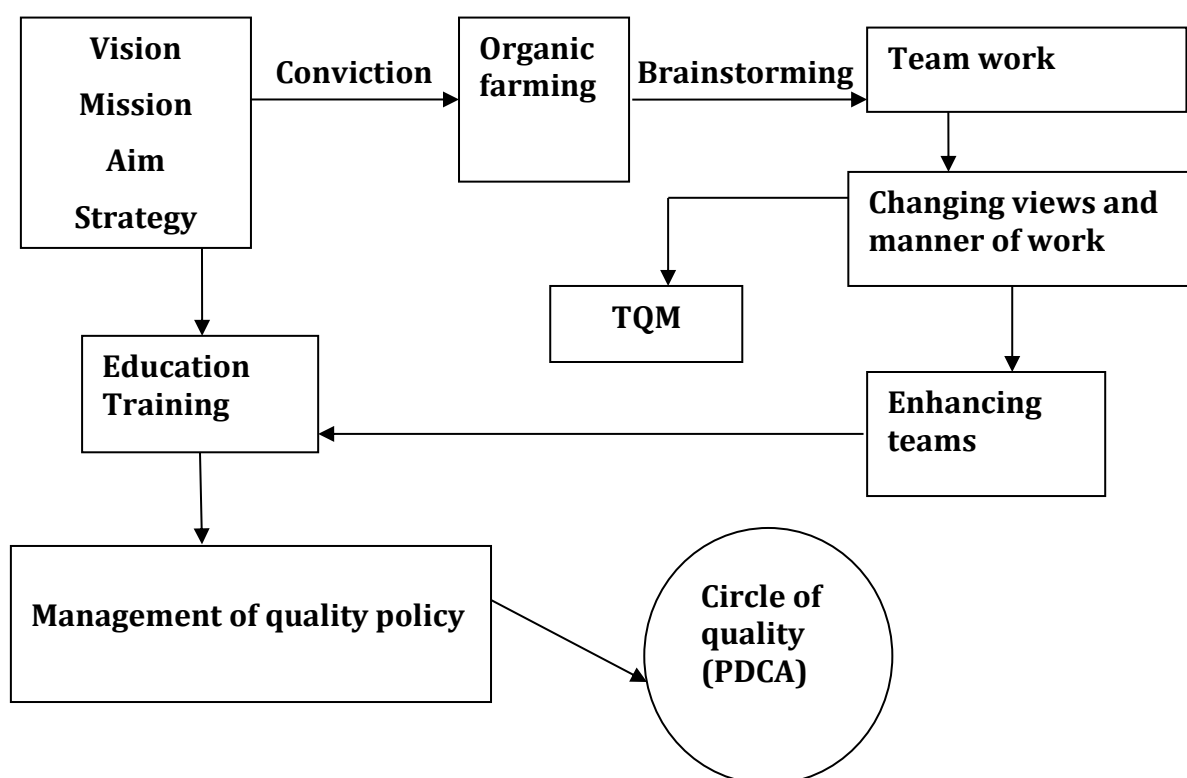 Vision
Mission
Aim
Strategy
Conviction
Organic
farming
Brainstorming
Team work
Changing views and
manner of work
TQM
Education
Training
Enhancing
teams
Management of quality policy
Circle of
quality
(PDCA)